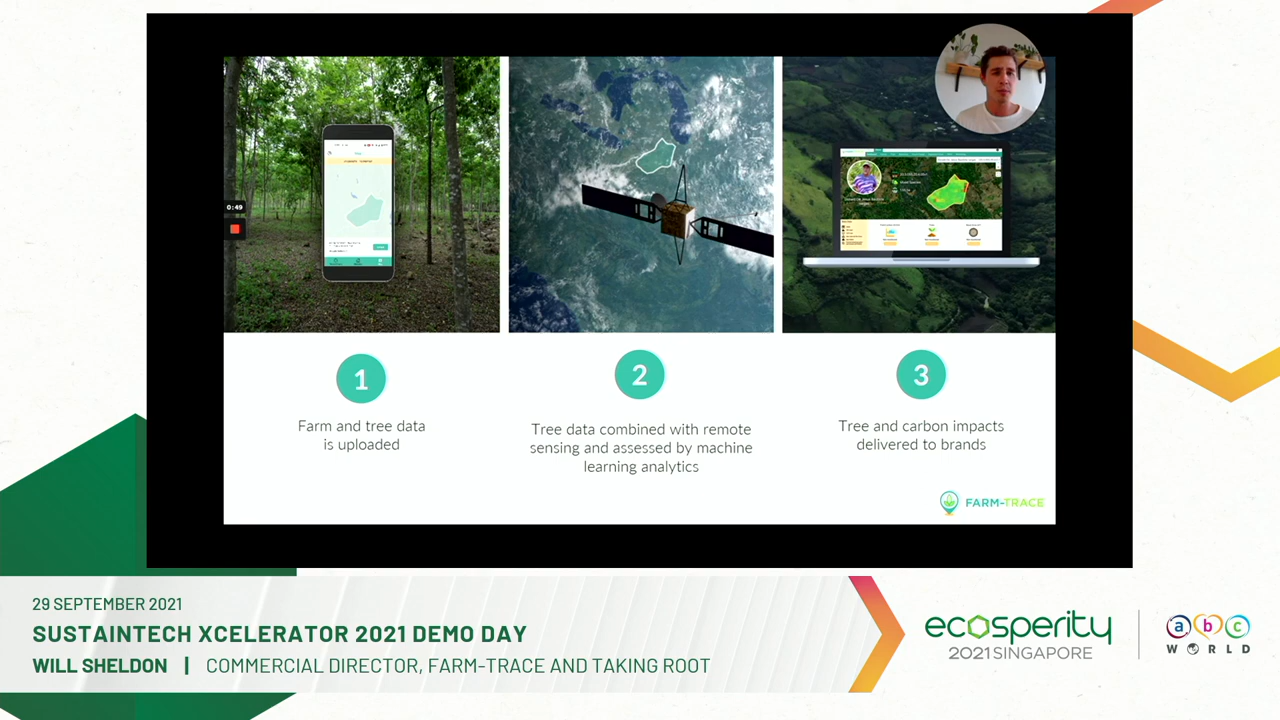 0:49
1
Farm and tree data
is uploaded
2
Tree data combined with remote
sensing and assessed by machine
learning analytics
3
Tree and carbon impacts
delivered to brands
FARM-TRACE
29 SEPTEMBER 2021
SUSTAINTECH XCELERATOR 2021 DEMO DAY
WILL SHELDON | COMMERCIAL DIRECTOR, FARM-TRACE AND TAKING ROOT
ecosperity
2021 SINGAPORE
abc
WORLD